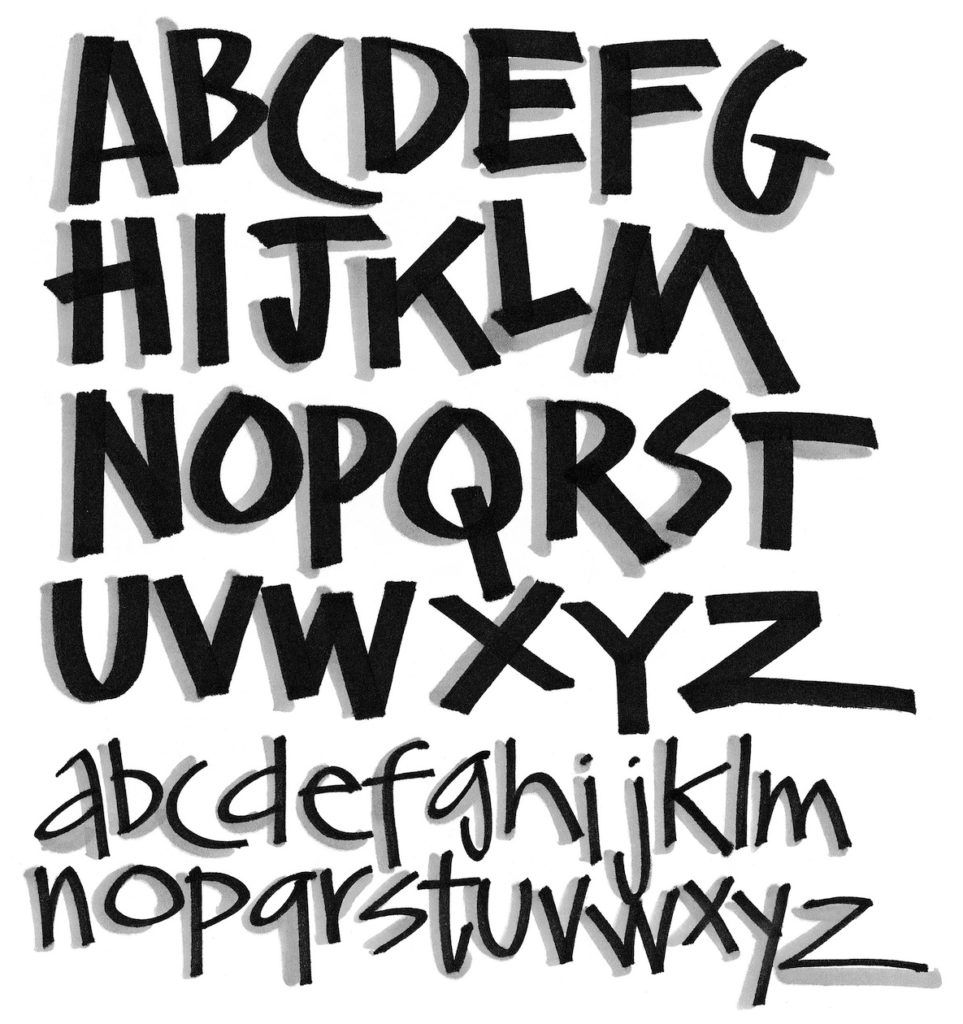 ABCDEFG
HIJKLM
NOPQRST
UVWXYZ
abcdefghijklm
nopqrstuvwxyz